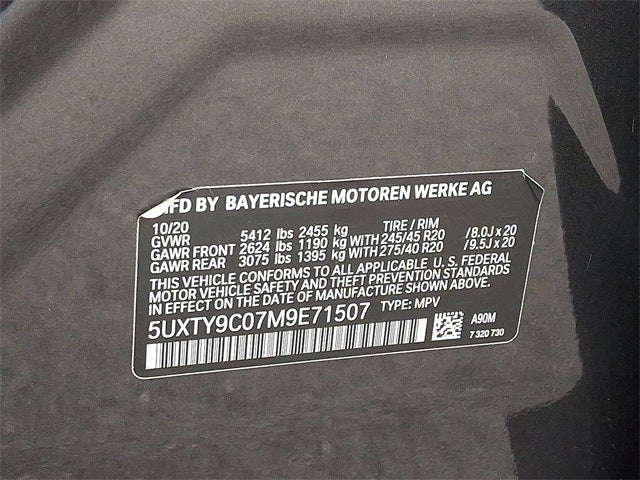 MFD BY BAYERISCHE MOTOREN WERKE AG
10/20 TIRE / RIM
GVWR 5412 lbs 2455 kg
GAWR FRONT 2624 lbs 1190 kg WITH 245/45 R20 /8.0J x 20
GAWR REAR 3075 lbs 1395 kg WITH 275/40 R20 /9.5J x 20
THIS VEHICLE CONFORMS TO ALL APPLICABLE U. S. FEDERAL
MOTOR VEHICLE SAFETY AND THEFT PREVENTION STANDARDS
IN EFFECT ON THE DATE OF MANUFACTURE SHOWN ABOVE.
5UXTY9C07M9E71507 TYPE: MPV
A90M
7 320 730